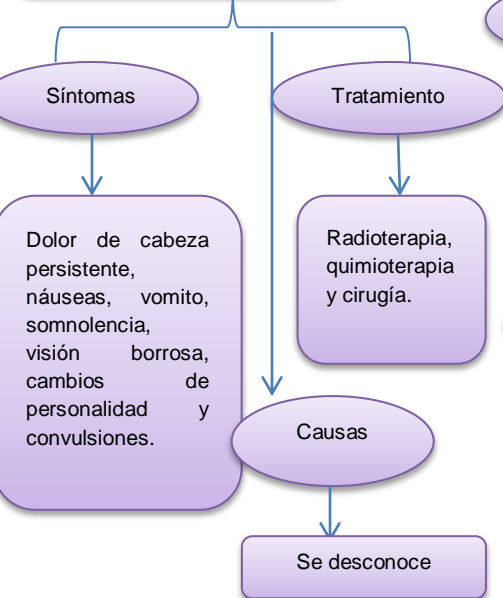 Síntomas
Tratamiento
Dolor de cabeza
persistente,
náuseas, vomito,
somnolencia,
visión borrosa,
cambios de
personalidad y
convulsiones.
Radioterapia,
quimioterapia
y cirugía.
Causas
Se desconoce